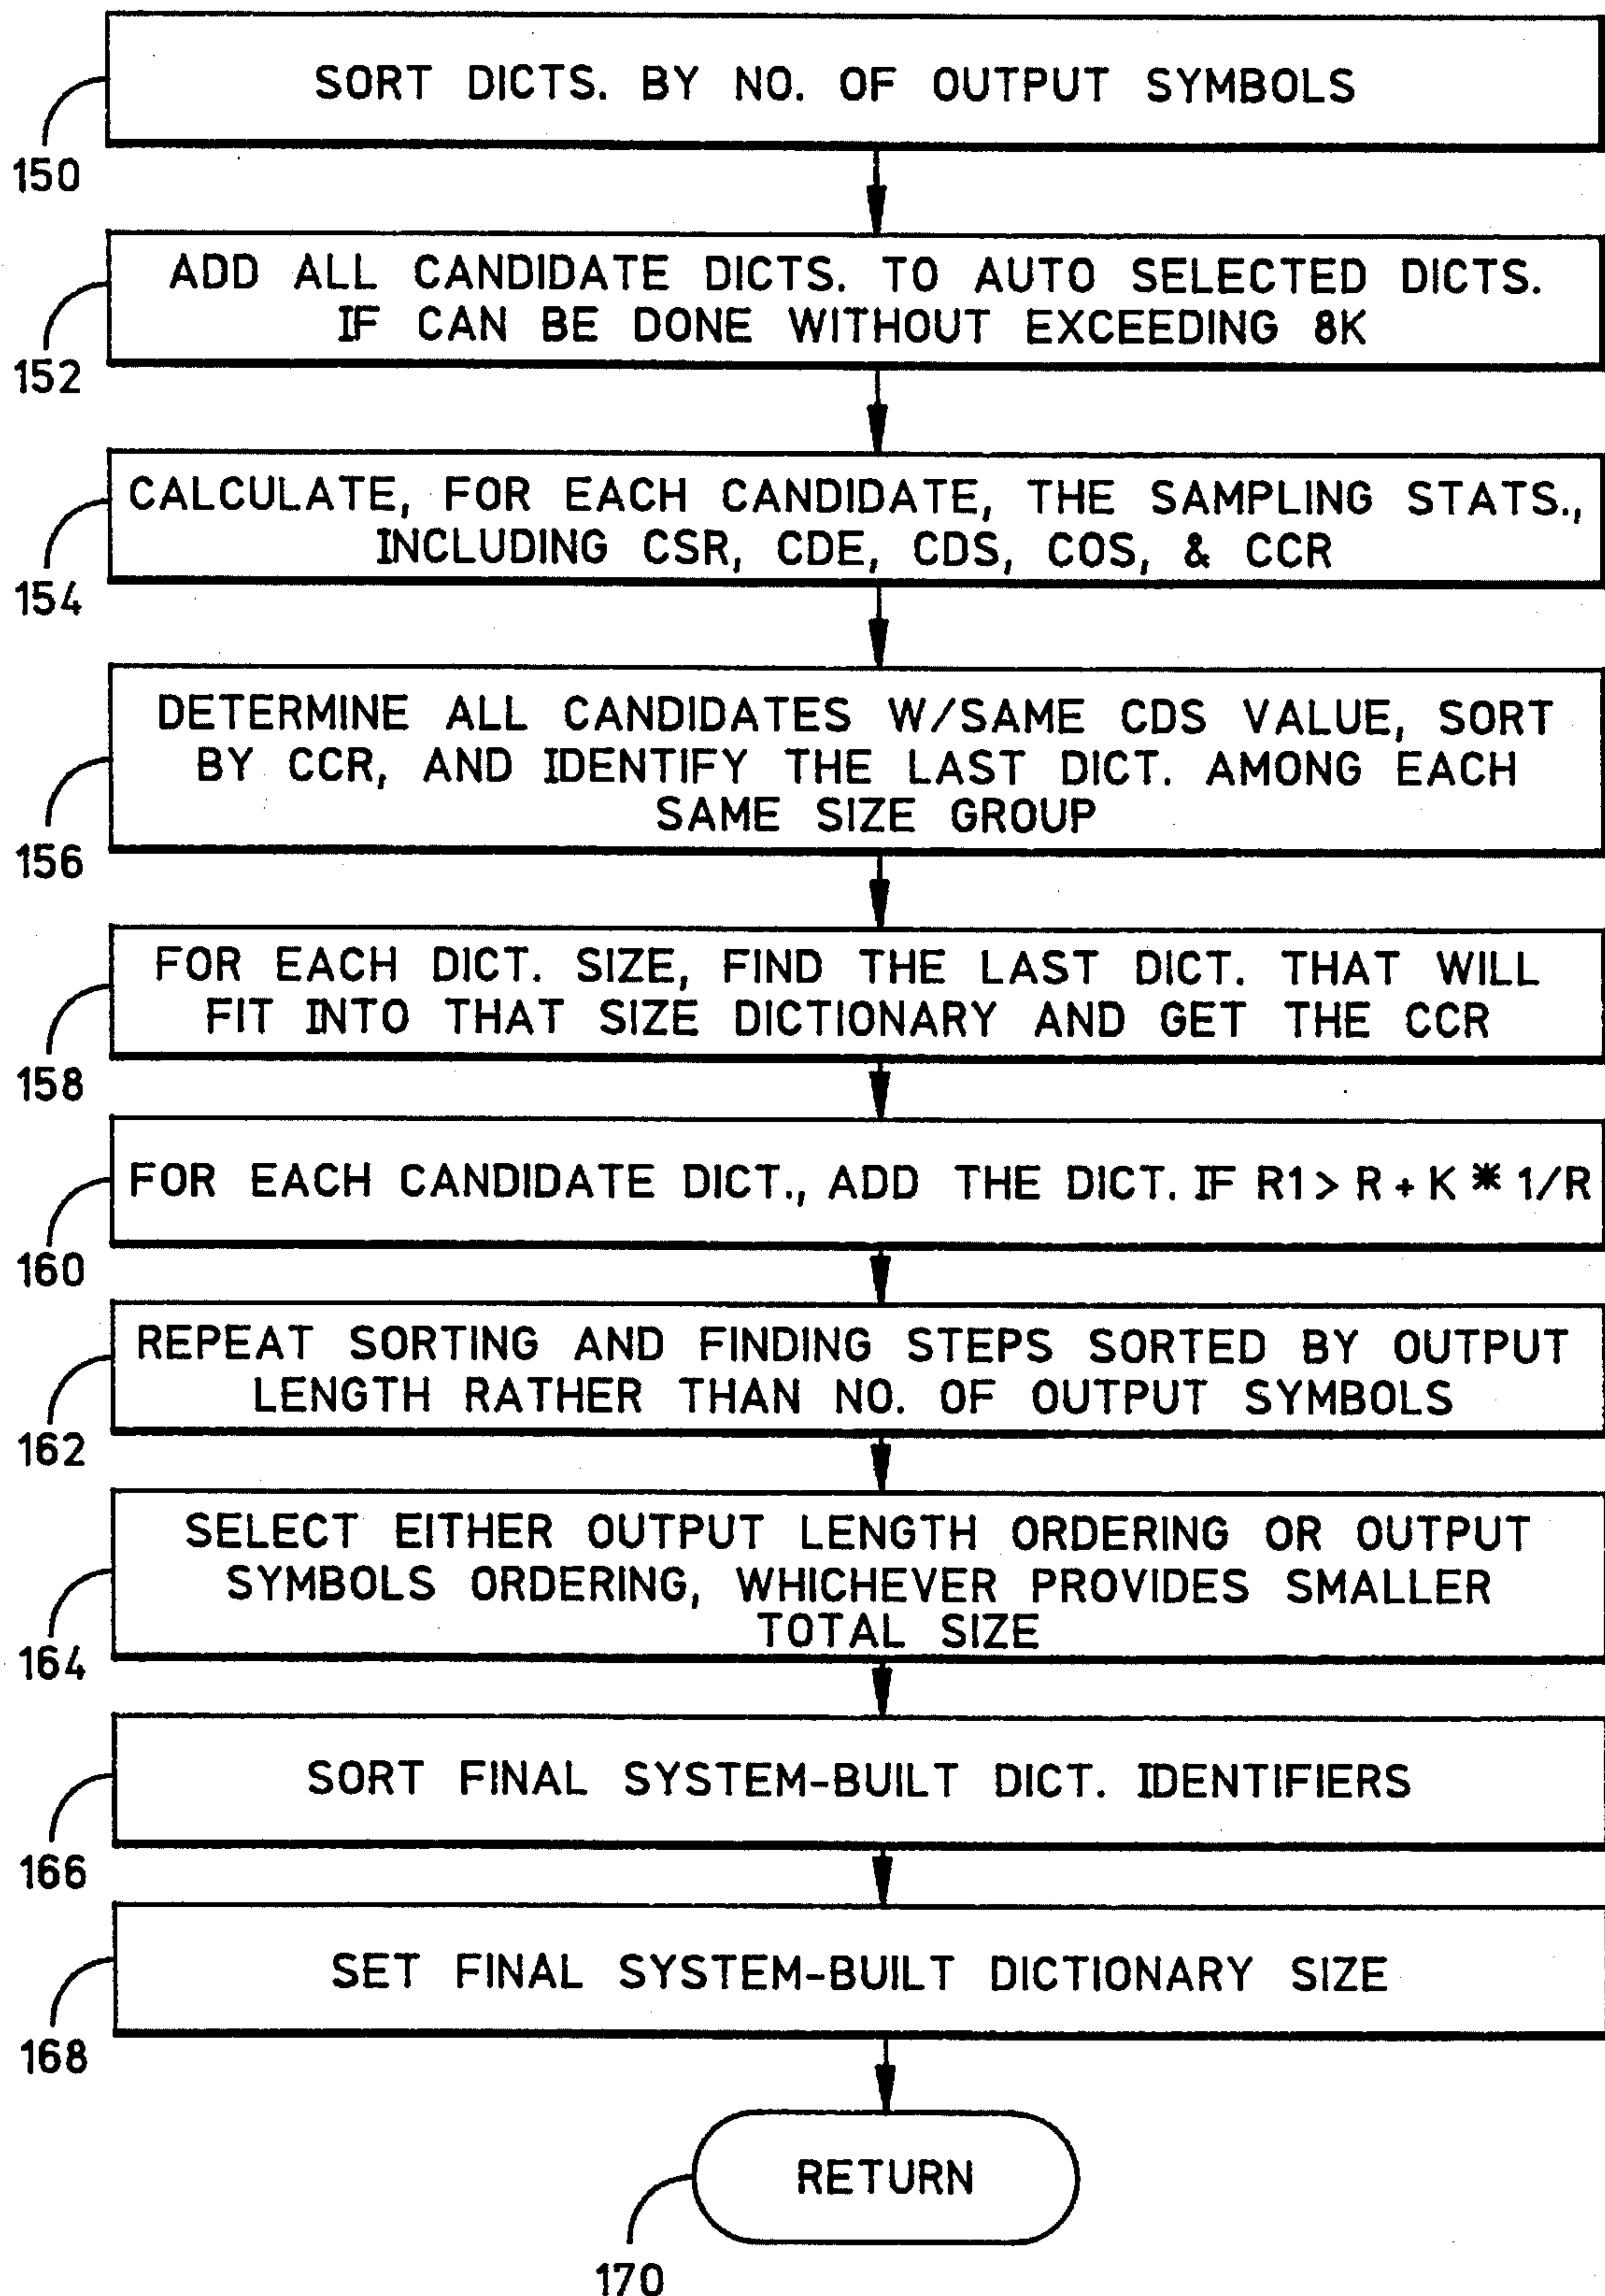 SORT DICTS. BY NO. OF OUTPUT SYMBOLS
150
ADD ALL CANDIDATE DICTS. TO AUTO SELECTED DICTS.
IF CAN BE DONE WITHOUT EXCEEDING 8K
152
CALCULATE, FOR EACH CANDIDATE, THE SAMPLING STATS.,
INCLUDING CSR, CDE, CDS, COS, & CCR
154
DETERMINE ALL CANDIDATES W/SAME CDS VALUE, SORT
BY CCR, AND IDENTIFY THE LAST DICT. AMONG EACH
SAME SIZE GROUP
156
FOR EACH DICT. SIZE, FIND THE LAST DICT. THAT WILL
FIT INTO THAT SIZE DICTIONARY AND GET THE CCR
158
FOR EACH CANDIDATE DICT., ADD THE DICT. IF R1 > R + K * 1/R
160
REPEAT SORTING AND FINDING STEPS SORTED BY OUTPUT
LENGTH RATHER THAN NO. OF OUTPUT SYMBOLS
162
SELECT EITHER OUTPUT LENGTH ORDERING OR OUTPUT
SYMBOLS ORDERING, WHICHEVER PROVIDES SMALLER
TOTAL SIZE
164
SORT FINAL SYSTEM-BUILT DICT. IDENTIFIERS
166
SET FINAL SYSTEM-BUILT DICTIONARY SIZE
168
RETURN
170